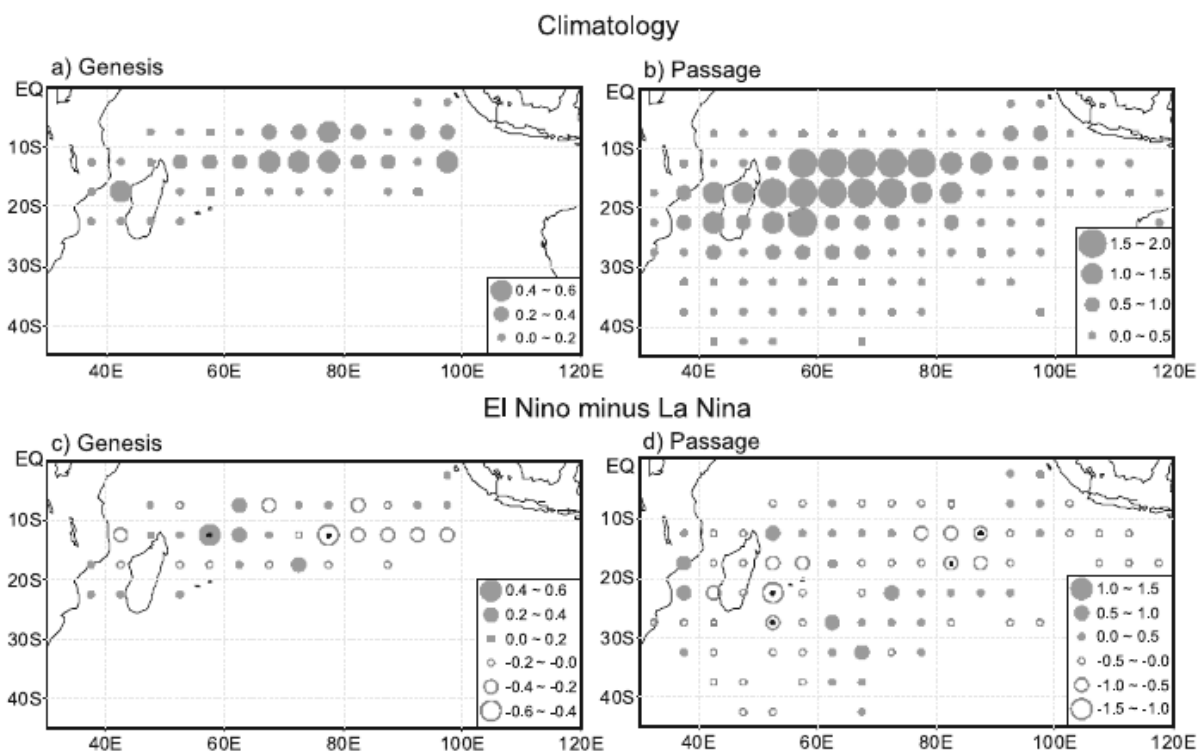 Climatology
a) Genesis
EQ
10S
20S
30S
40S
40E 60E 80E 100E 120E
0.4 ~ 0.6
0.2 ~ 0.4
0.0 ~ 0.2
b) Passage
EQ
10S
20S
30S
40S
40E 60E 80E 100E 120E
1.5 ~ 2.0
1.0 ~ 1.5
0.5 ~ 1.0
0.0 ~ 0.5
El Nino minus La Nina
c) Genesis
EQ
10S
20S
30S
40S
40E 60E 80E 100E 120E
0.4 ~ 0.6
0.2 ~ 0.4
0.0 ~ 0.2
-0.2 ~ -0.0
-0.4 ~ -0.2
-0.6 ~ -0.4
d) Passage
EQ
10S
20S
30S
40S
40E 60E 80E 100E 120E
1.0 ~ 1.5
0.5 ~ 1.0
0.0 ~ 0.5
-0.5 ~ -0.0
-1.0 ~ -0.5
-1.5 ~ -1.0